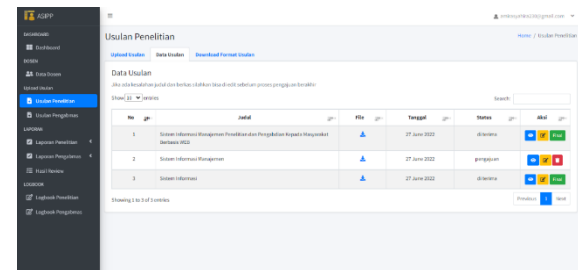 ASIPP
Usulan Penelitian
Home / Usulan Penelitian
DASHBOARD
Dashboard
DOSEN
Data Dosen
Upload Usulan
Usulan Penelitian
Usulan Pengabmas
LAPORAN
Laporan Penelitian
Laporan Pengabmas
Hasil Review
LOGBOOK
Logbook Penelitian
Logbook Pengabmas
Upload Usulan Data Usulan Download Format Usulan
Data Usulan
Jika ada kesalahan judul dan berkas silahkan bisa di edit sebelum proses pengajuan berakhir!
Show 10 entries
Search:
No Judul File Tanggal Status Aksi
1 Sistem Informasi Manajemen Penelitian dan Pengabdian Kepada Masyarakat Berbasis WEB 27 June 2022 diterima Print
2 Sistem Informasi Manajemen 27 June 2022 pengajuan
3 Sistem Informasi 27 June 2022 diterima Print
Showing 1 to 3 of 3 entries
Previous 1 Next